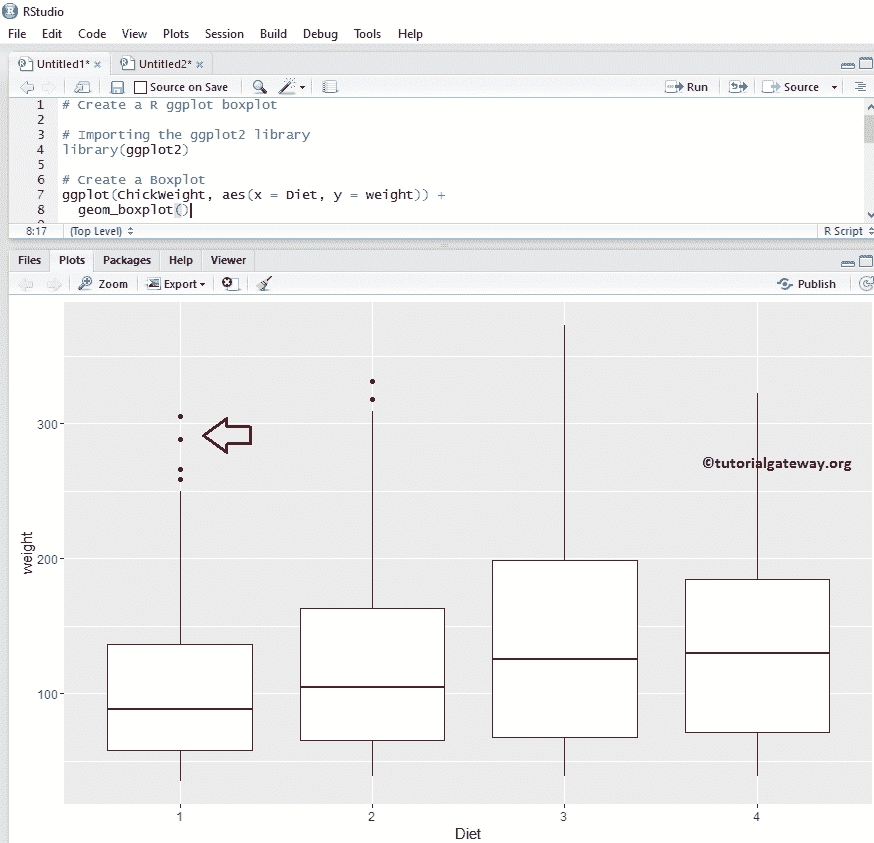 RStudio
File Edit Code View Plots Session Build Debug Tools Help
Untitled1* × Untitled2* ×
Source on Save Run Source
1 # Create a R ggplot boxplot
2
3 # Importing the ggplot2 library
4 library(ggplot2)
5
6 # Create a Boxplot
7 ggplot(ChickWeight, aes(x = Diet, y = weight)) +
8 geom_boxplot()
8:17 (Top Level) R Script
Files Plots Packages Help Viewer
Zoom Export Publish
300
©tutorialgateway.org
200
weight
100
1 2 3 4
Diet